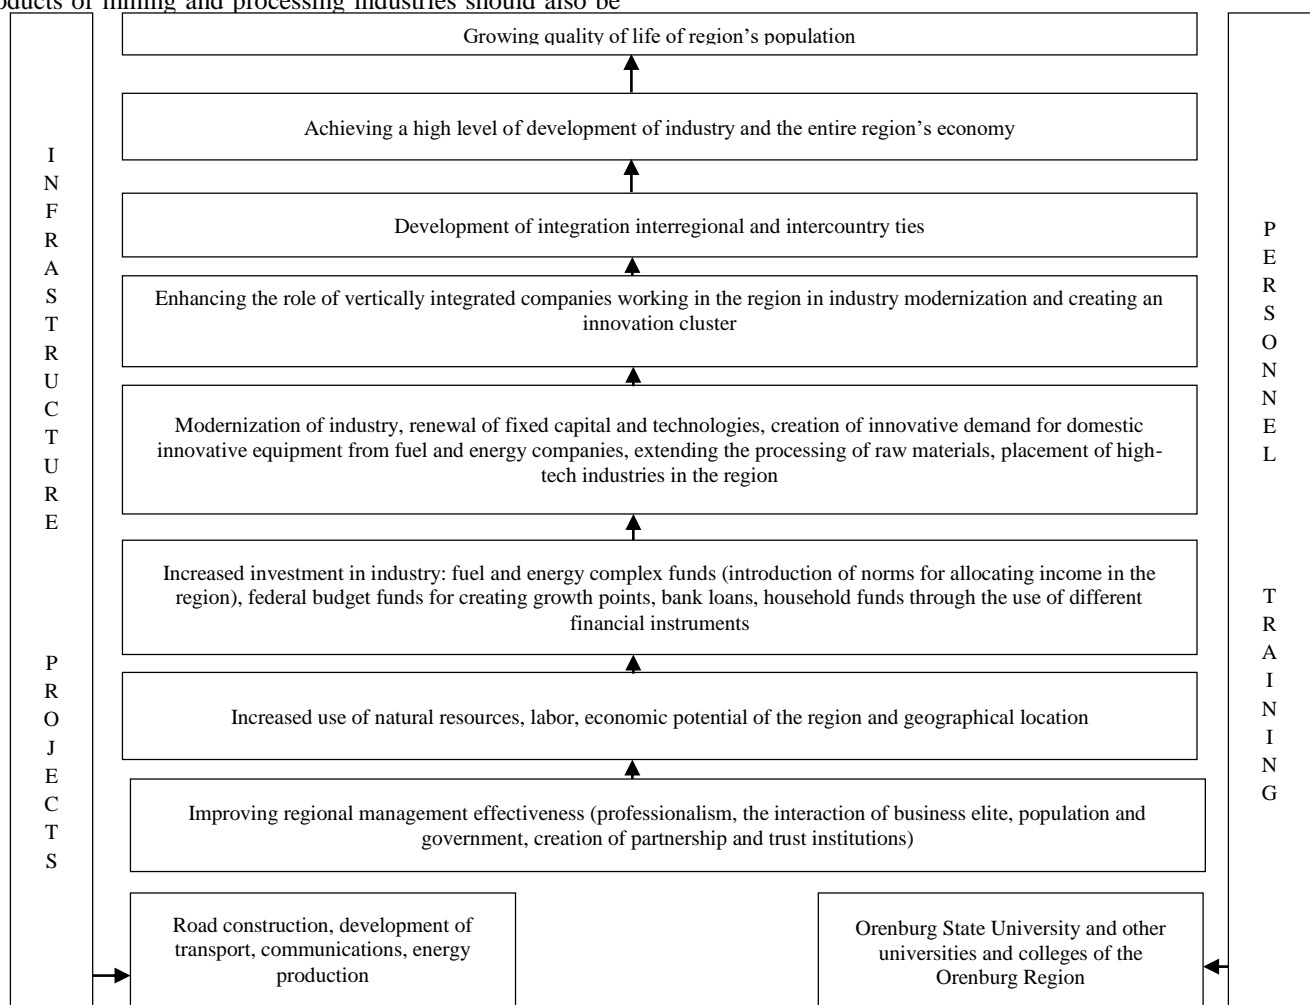 oducts of mining and processing industries should also be
Growing quality of life of region's population
Achieving a high level of development of industry and the entire region's economy
Development of integration interregional and intercountry ties
Enhancing the role of vertically integrated companies working in the region in industry modernization and creating an
innovation cluster
Modernization of industry, renewal of fixed capital and technologies, creation of innovative demand for domestic
innovative equipment from fuel and energy companies, extending the processing of raw materials, placement of high-
tech industries in the region
Increased investment in industry: fuel and energy complex funds (introduction of norms for allocating income in the
region), federal budget funds for creating growth points, bank loans, household funds through the use of different
financial instruments
Increased use of natural resources, labor, economic potential of the region and geographical location
Improving regional management effectiveness (professionalism, the interaction of business elite, population and
government, creation of partnership and trust institutions)
Road construction, development of
transport, communications, energy
production
Orenburg State University and other
universities and colleges of the
Orenburg Region
INFRASTRUCTURE
PROJECTS
PERSONNEL
TRAINING